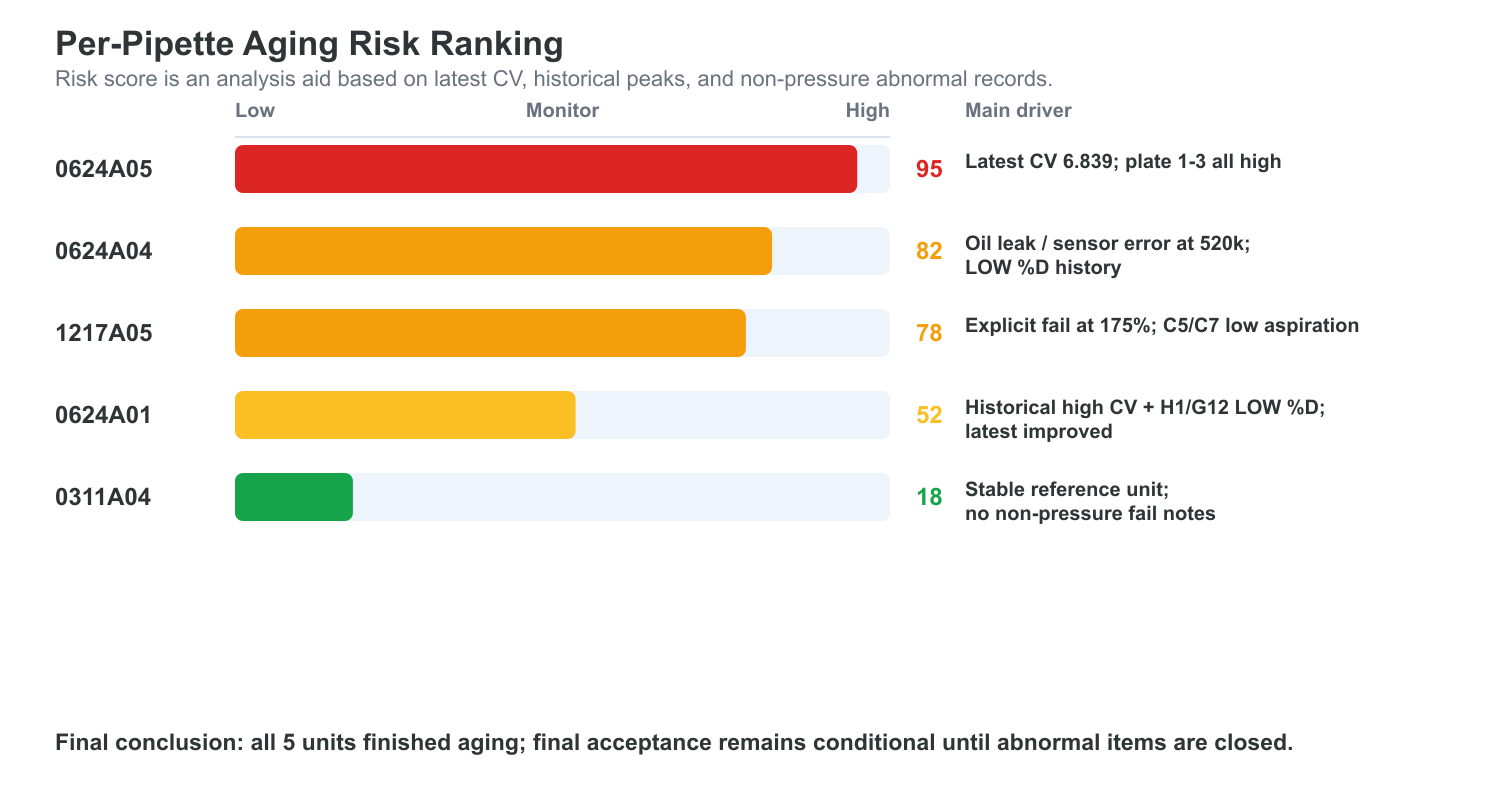 Per-Pipette Aging Risk Ranking
Risk score is an analysis aid based on latest CV, historical peaks, and non-pressure abnormal records.
Low Monitor High Main driver
0624A05 95 Latest CV 6.839; plate 1-3 all high
0624A04 82 Oil leak / sensor error at 520k;
LOW %D history
1217A05 78 Explicit fail at 175%; C5/C7 low aspiration
0624A01 52 Historical high CV + H1/G12 LOW %D;
latest improved
0311A04 18 Stable reference unit;
no non-pressure fail notes
Final conclusion: all 5 units finished aging; final acceptance remains conditional until abnormal items are closed.